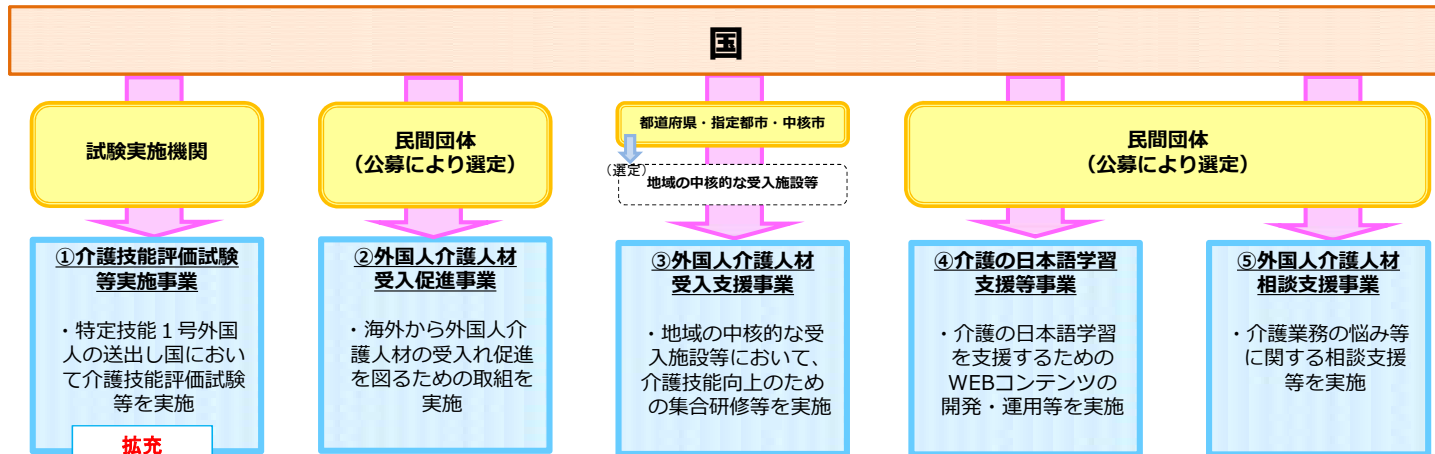 国
試験実施機関
民間団体
（公募により選定）
都道府県・指定都市・中核市
（選定）
地域の中核的な受入施設等
民間団体
（公募により選定）
①介護技能評価試験
等実施事業
・特定技能１号外国
人の送出し国におい
て介護技能評価試験
等を実施
拡充
②外国人介護人材
受入促進事業
・海外から外国人介
護人材の受入れ促進
を図るための取組を
実施
③外国人介護人材
受入支援事業
・地域の中核的な受
入施設等において、
介護技能向上のため
の集合研修等を実施
④介護の日本語学習
支援等事業
・介護の日本語学習
を支援するための
WEBコンテンツの
開発・運用等を実施
⑤外国人介護人材
相談支援事業
・介護業務の悩み等
に関する相談支援
等を実施